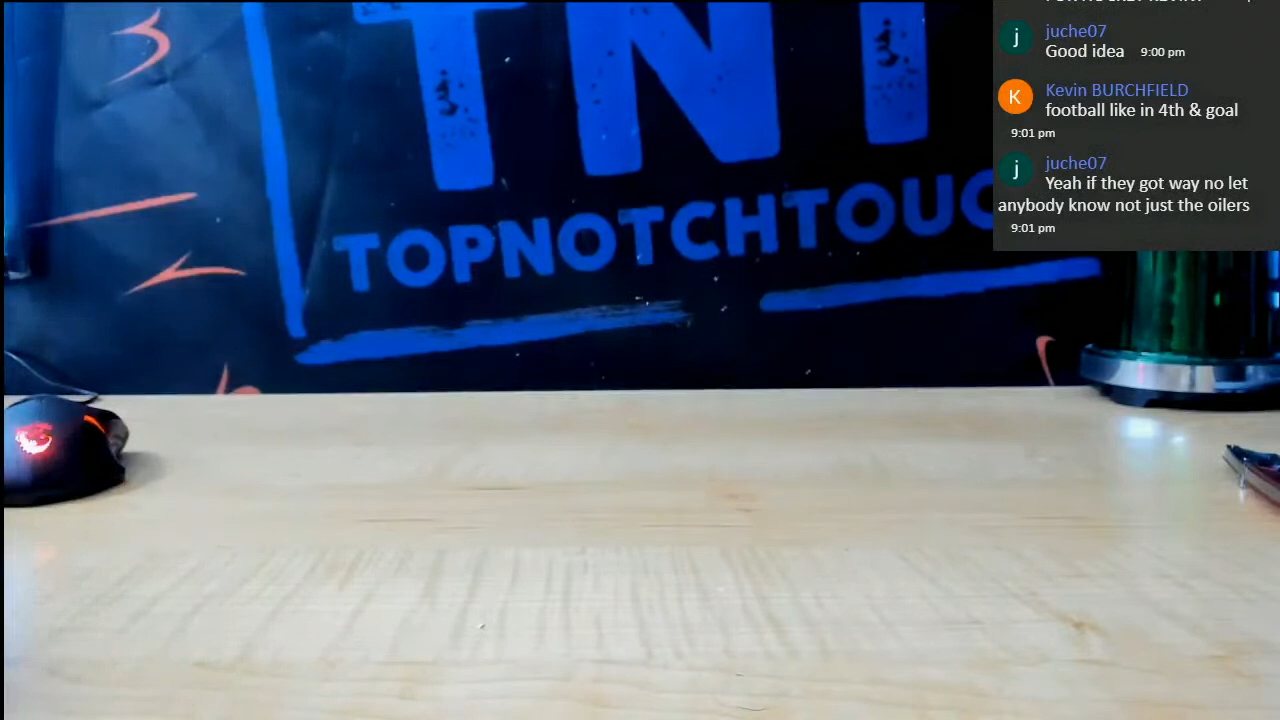 TNT
TOPNOTCHTOUC
juche07
Good idea 9:00 pm
K
Kevin BURCHFIELD
football like in 4th & goal
9:01 pm
j
juche07
Yeah if they got way no let
anybody know not just the oilers
9:01 pm